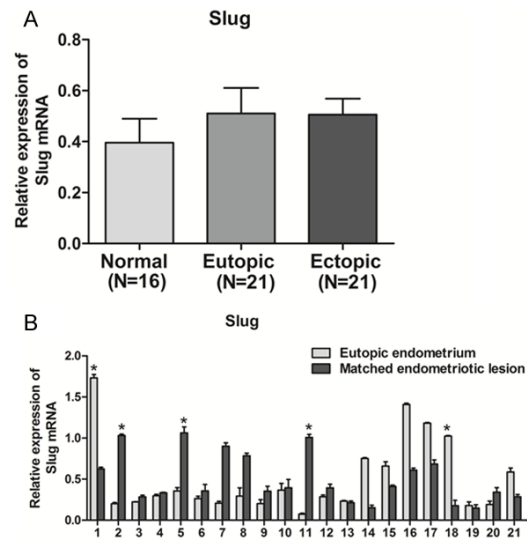 A
Slug
Relative expression of
Slug mRNA
0.8
0.6
0.4
0.2
0.0
Normal Eutopic Ectopic
(N=16) (N=21) (N=21)
B
Slug
Relative expression of
Slug mRNA
2.0
1.5
1.0
0.5
0.0
Eutopic endometrium
Matched endometriotic lesion
* * * * *
1 2 3 4 5 6 7 8 9 10 11 12 13 14 15 16 17 18 19 20 21